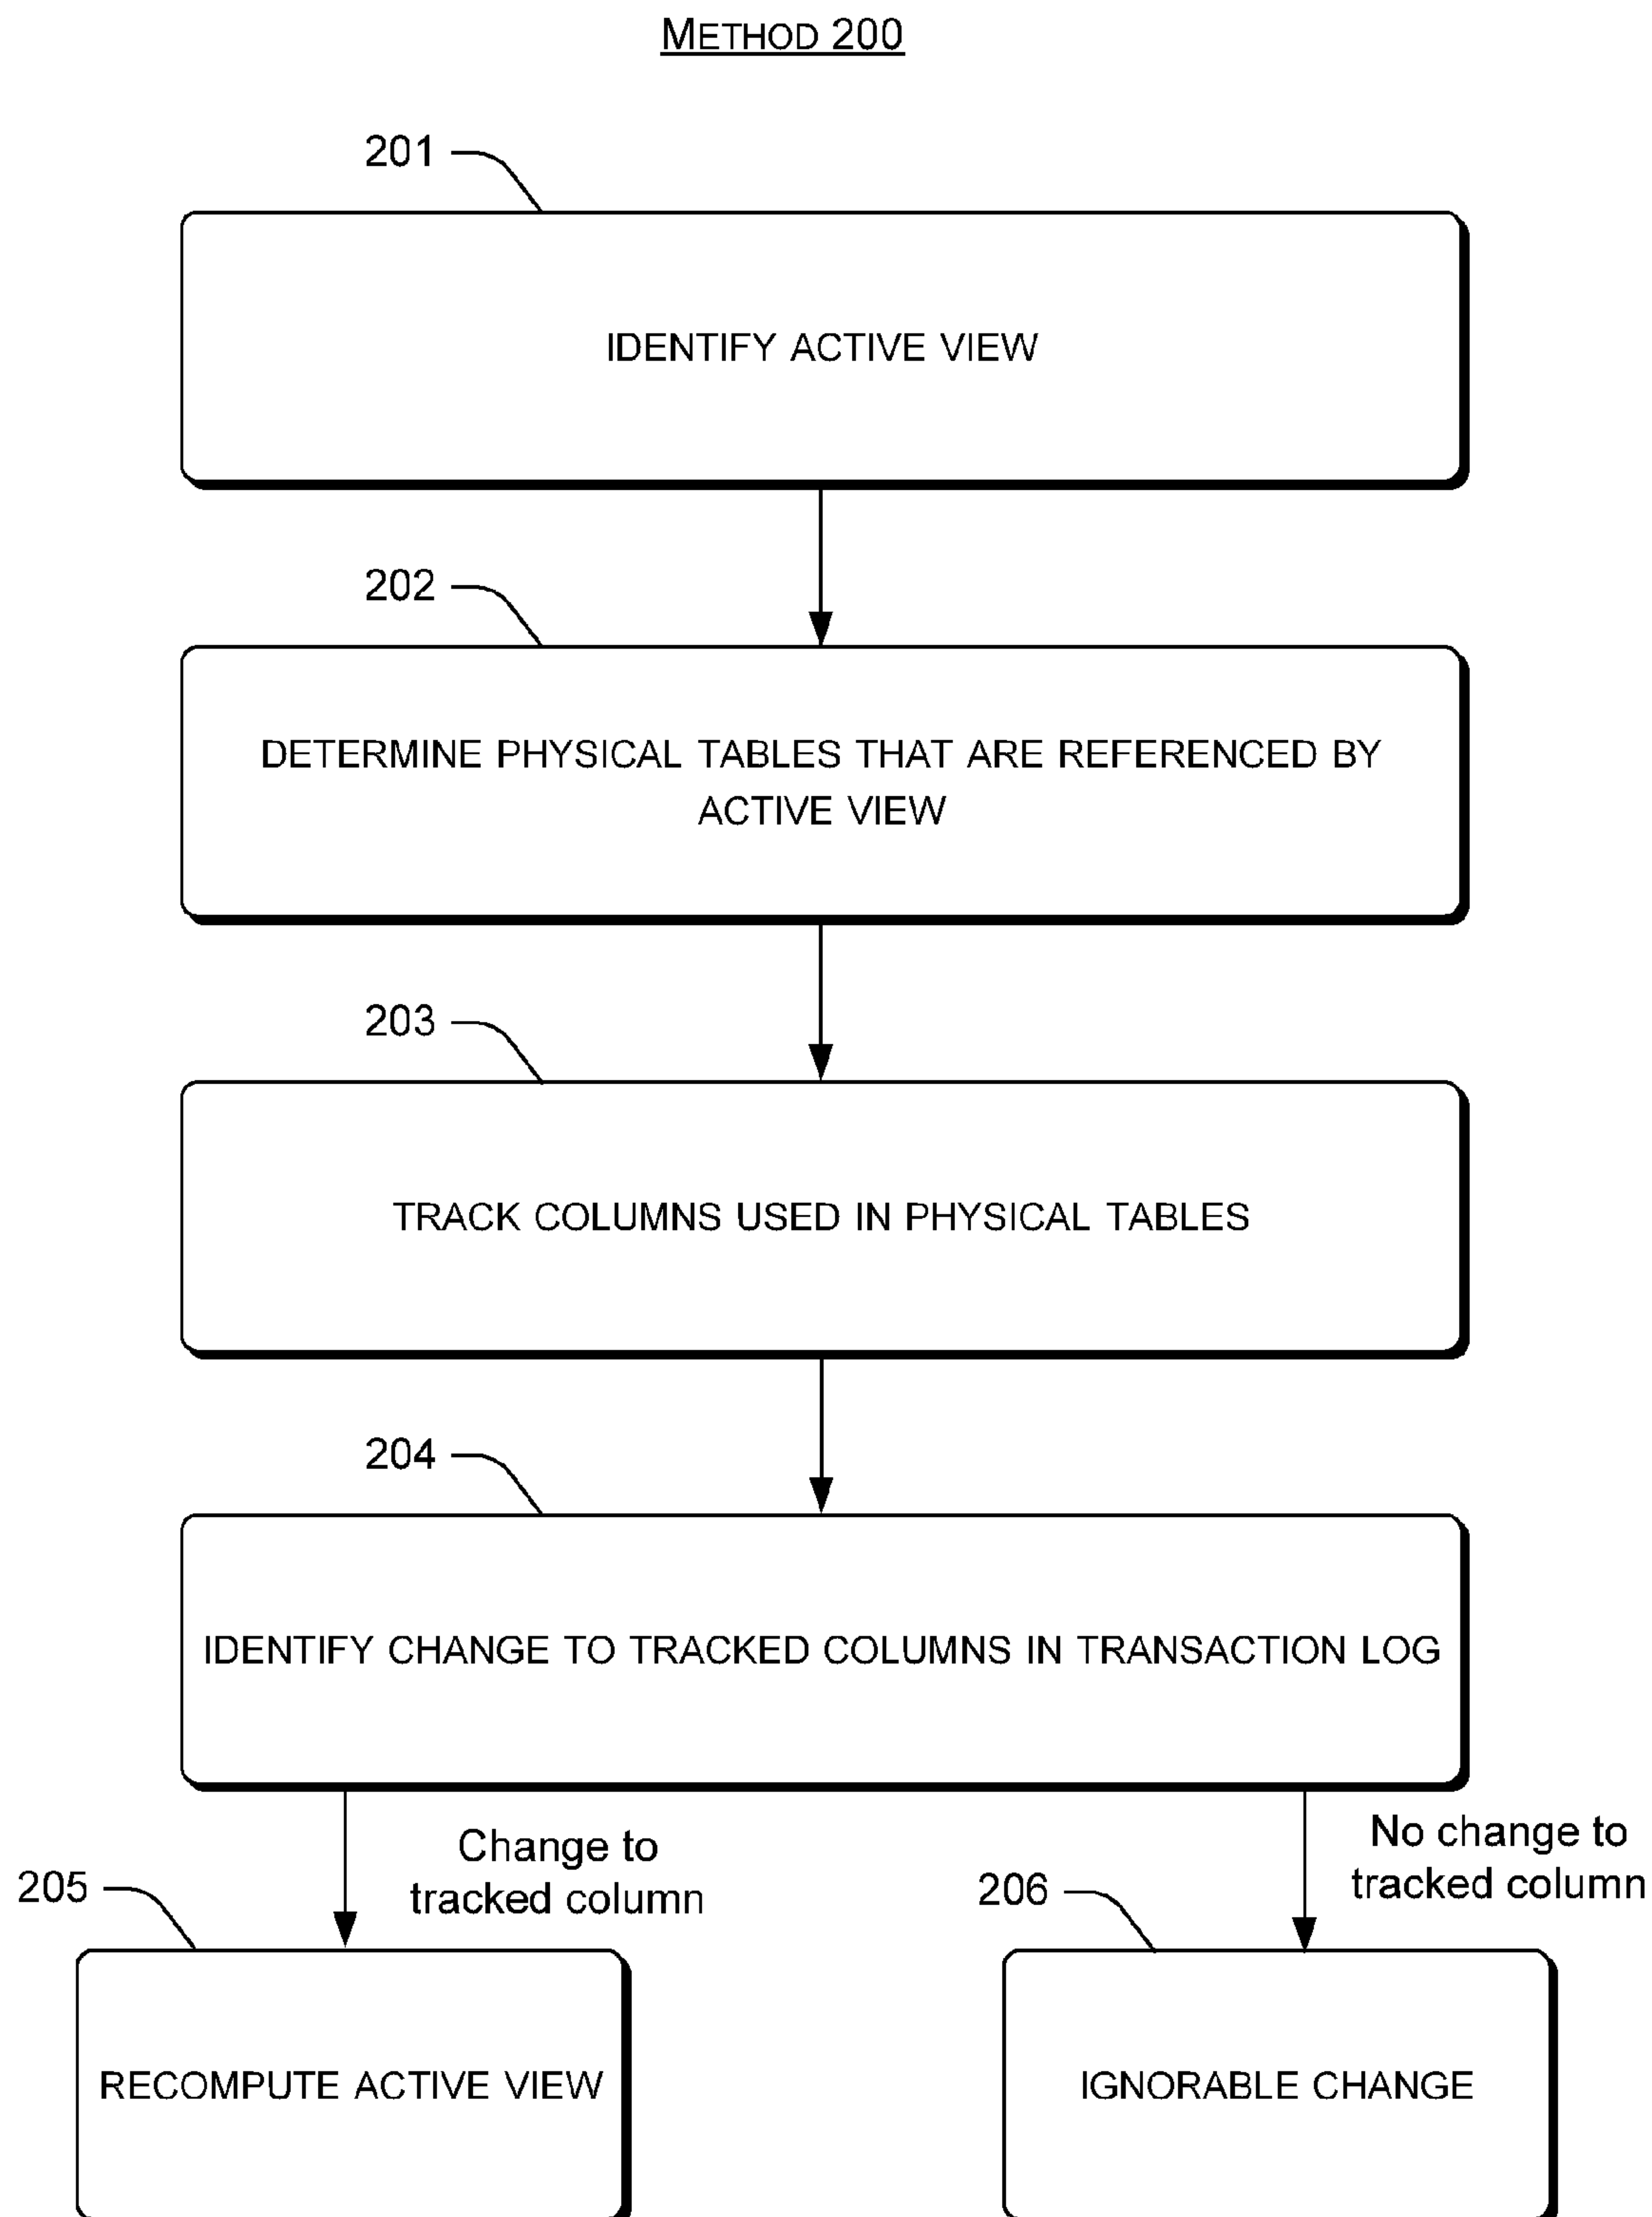 METHOD 200
201
IDENTIFY ACTIVE VIEW
202
DETERMINE PHYSICAL TABLES THAT ARE REFERENCED BY
ACTIVE VIEW
203
TRACK COLUMNS USED IN PHYSICAL TABLES
204
IDENTIFY CHANGE TO TRACKED COLUMNS IN TRANSACTION LOG
Change to
tracked column
No change to
tracked column
205
RECOMPUTE ACTIVE VIEW
206
IGNORABLE CHANGE